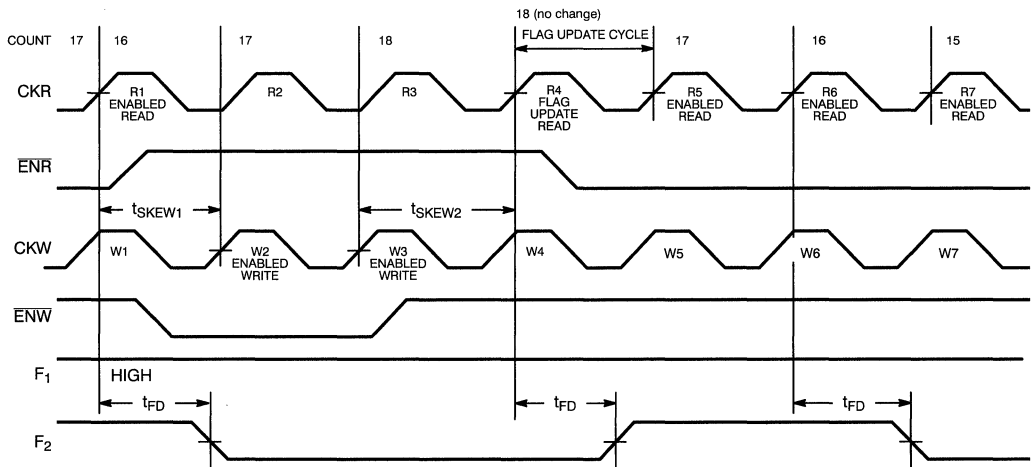 18 (no change)
COUNT 17 16 17 18 FLAG UPDATE CYCLE 17 16 15
CKR
R1 ENABLED READ
R2
R3
R4 FLAG UPDATE READ
R5 ENABLED READ
R6 ENABLED READ
R7 ENABLED READ
ENR
tSKEW1 tSKEW2
CKW
W1
W2 ENABLED WRITE
W3 ENABLED WRITE
W4
W5
W6
W7
ENW
F1 HIGH
tFD tFD tFD
F2